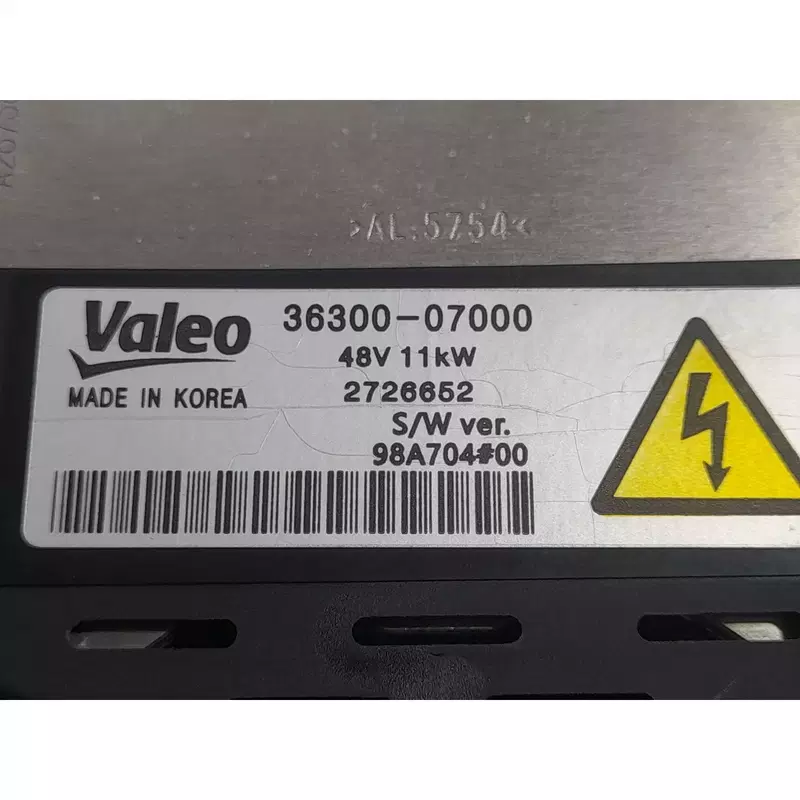 >AL:5754<
Valeo
36300-07000
48V 11kW
MADE IN KOREA
2726652
S/W ver.
98A704#00